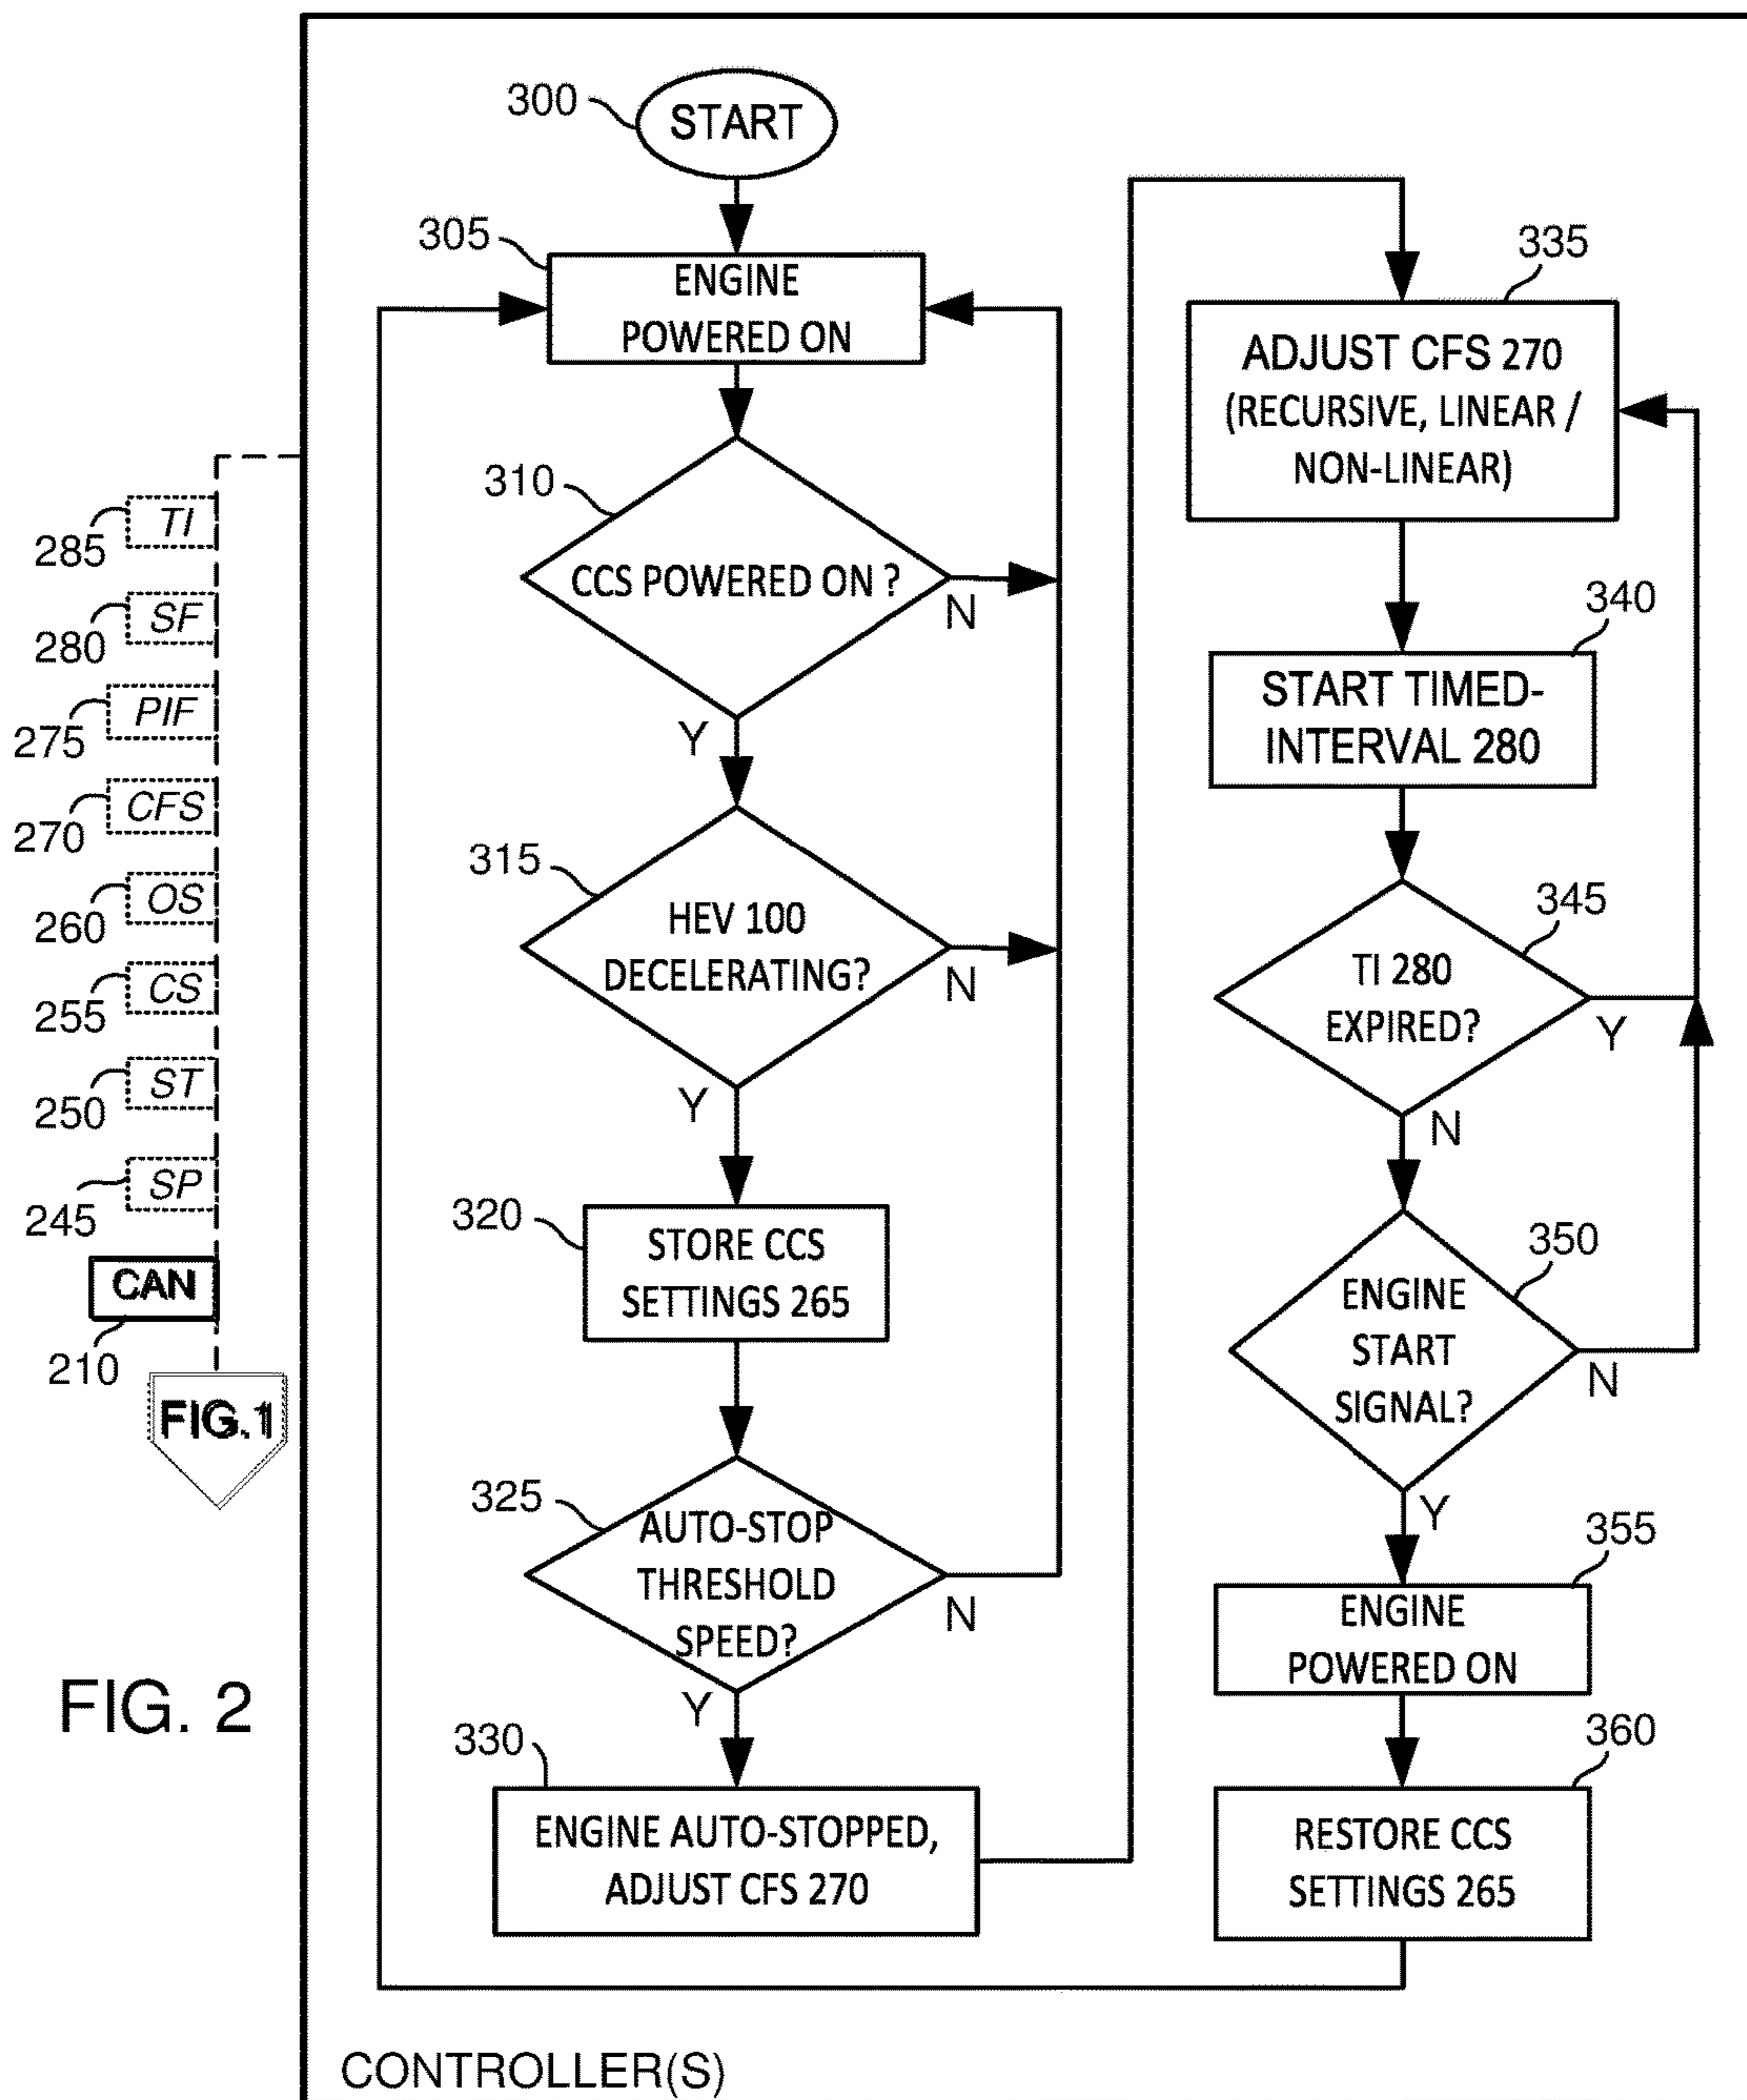 300
START
305
ENGINE
POWERED ON
310
CCS POWERED ON ?
N
Y
315
HEV 100
DECELERATING?
N
Y
320
STORE CCS
SETTINGS 265
325
AUTO-STOP
THRESHOLD
SPEED?
N
Y
330
ENGINE AUTO-STOPPED,
ADJUST CFS 270
335
ADJUST CFS 270
(RECURSIVE, LINEAR /
NON-LINEAR)
340
START TIMED-
INTERVAL 280
345
TI 280
EXPIRED?
Y
N
350
ENGINE
START
SIGNAL?
N
Y
355
ENGINE
POWERED ON
360
RESTORE CCS
SETTINGS 265
TI
285
SF
280
PIF
275
CFS
270
OS
260
CS
255
ST
250
SP
245
CAN
210
FIG.1
FIG. 2
CONTROLLER(S)